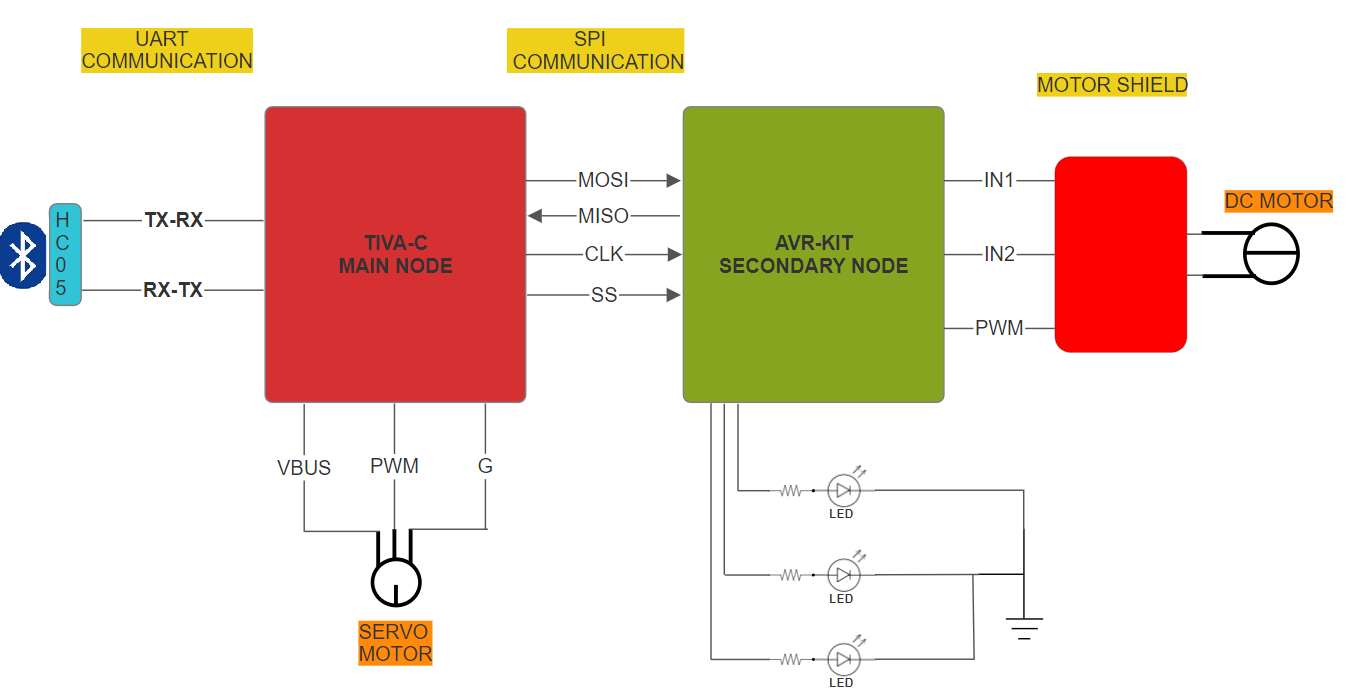 UART
COMMUNICATION
SPI
COMMUNICATION
MOTOR SHIELD
H
C
0
5
TX-RX
RX-TX
TIVA-C
MAIN NODE
MOSI
MISO
CLK
SS
AVR-KIT
SECONDARY NODE
IN1
IN2
PWM
DC MOTOR
VBUS
PWM
G
SERVO
MOTOR
LED
LED
LED